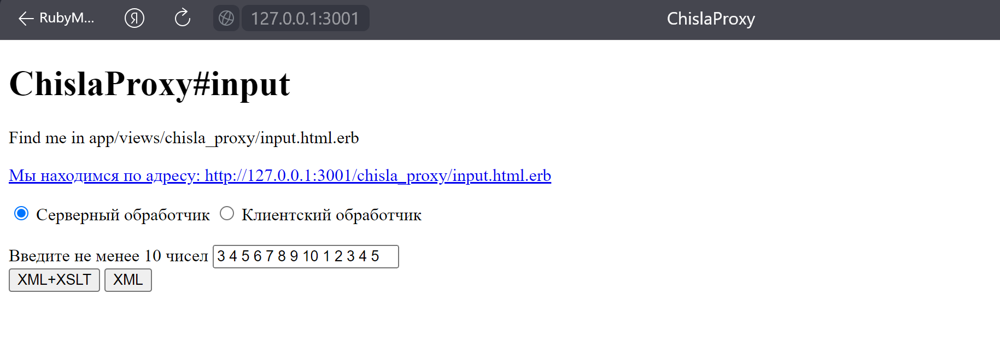 RubyM... Я 127.0.0.1:3001 ChislaProxy
ChislaProxy#input
Find me in app/views/chisla_proxy/input.html.erb
Мы находимся по адресу: http://127.0.0.1:3001/chisla_proxy/input.html.erb
Серверный обработчик Клиентский обработчик
Введите не менее 10 чисел 3 4 5 6 7 8 9 10 1 2 3 4 5
XML+XSLT XML